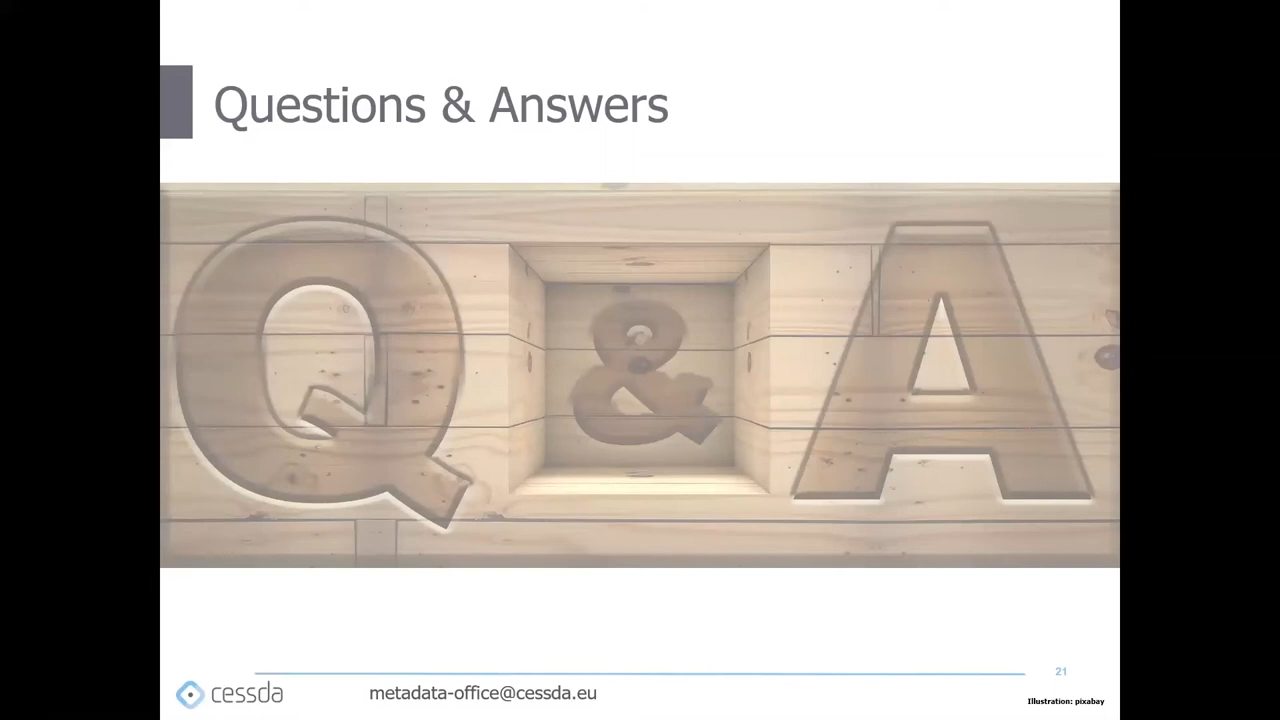 Questions & Answers
Q & A
21
cessda
metadata-office@cessda.eu
Illustration: pixabay